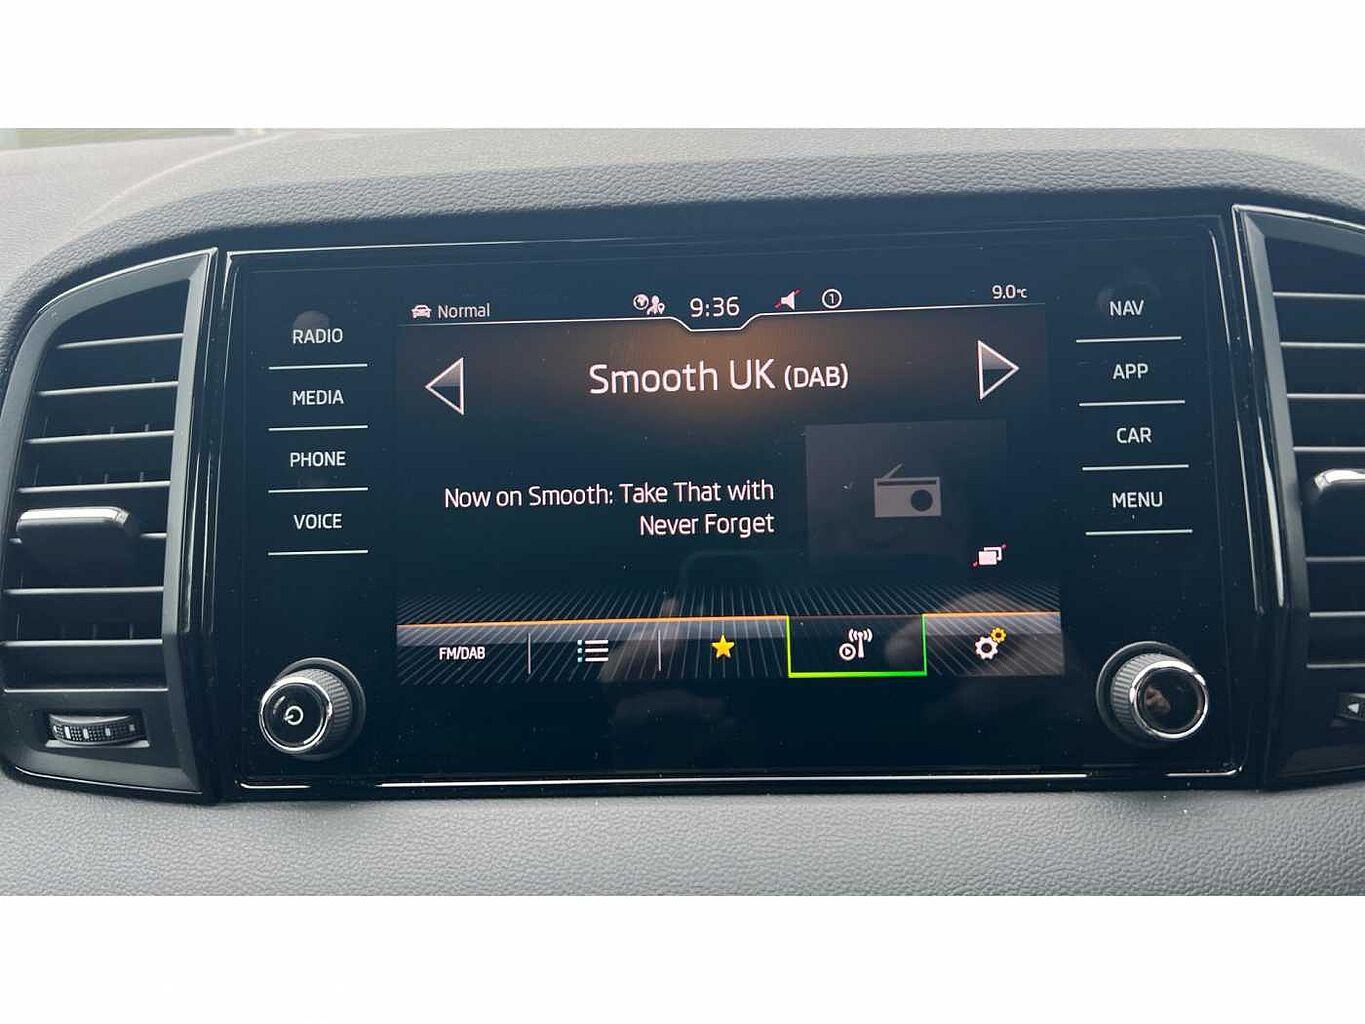 Normal
9:36
1
9.0°C
RADIO
MEDIA
PHONE
VOICE
Smooth UK (DAB)
Now on Smooth: Take That with
Never Forget
FM/DAB
NAV
APP
CAR
MENU